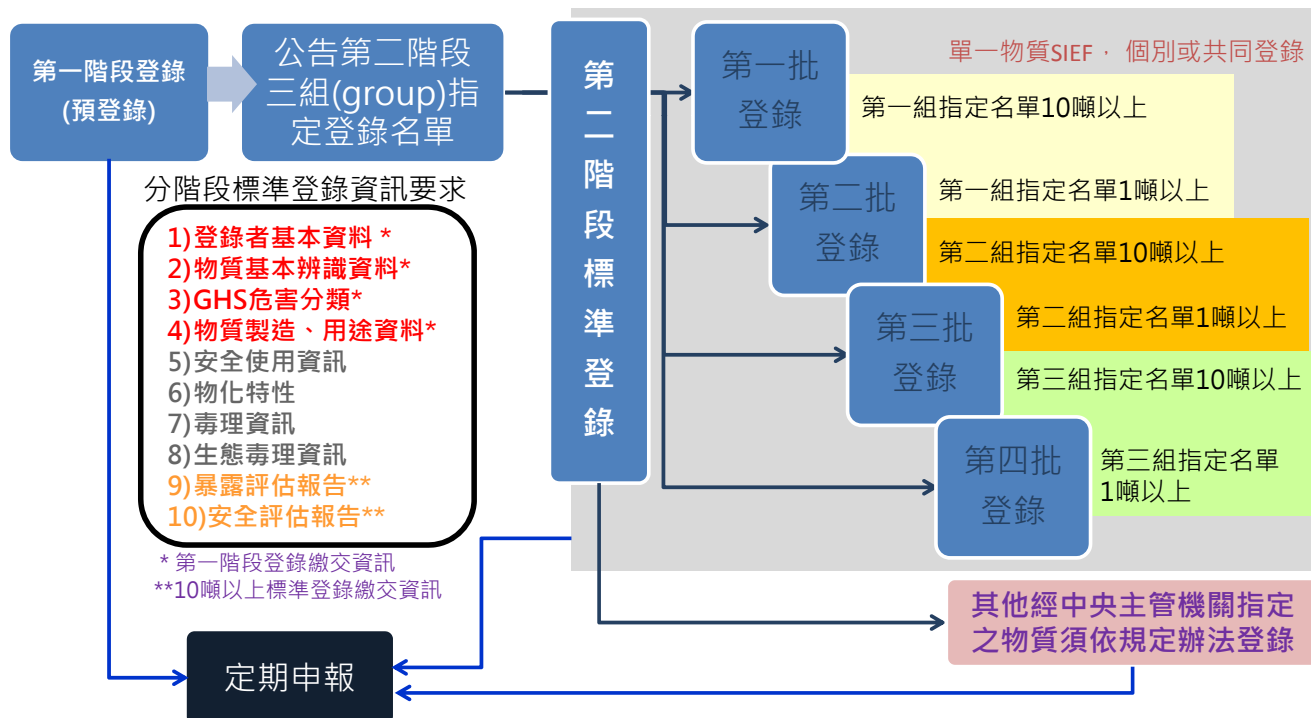 第一階段登錄
(預登錄)
公告第二階段
三組(group)指
定登錄名單
分階段標準登錄資訊要求
1)登錄者基本資料 *
2)物質基本辨識資料*
3)GHS危害分類*
4)物質製造、用途資料*
5)安全使用資訊
6)物化特性
7)毒理資訊
8)生態毒理資訊
9)暴露評估報告**
10)安全評估報告**
* 第一階段登錄繳交資訊
**10噸以上標準登錄繳交資訊
定期申報
第
二
階
段
標
準
登
錄
單一物質SIEF, 個別或共同登錄
第一批
登錄
第一組指定名單10噸以上
第二批
登錄
第一組指定名單1噸以上
第二組指定名單10噸以上
第三批
登錄
第二組指定名單1噸以上
第三組指定名單10噸以上
第四批
登錄
第三組指定名單
1噸以上
其他經中央主管機關指定
之物質須依規定辦法登錄